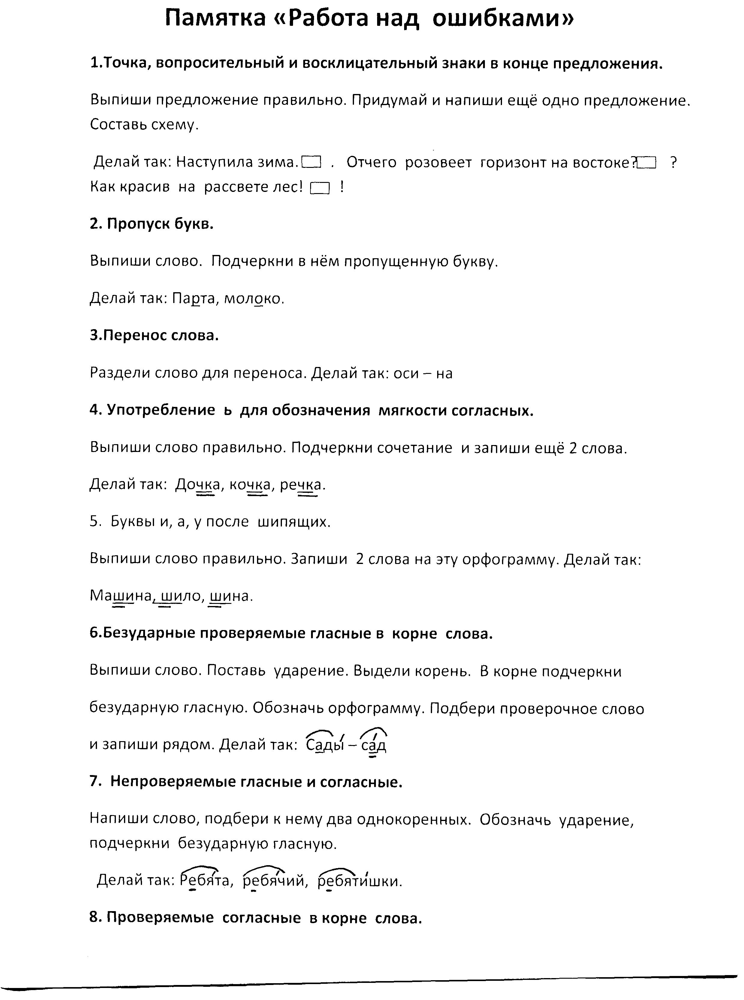 Памятка «Работа над ошибками»
1.Точка, вопросительный и восклицательный знаки в конце предложения.
Выпиши предложение правильно. Придумай и напиши ещё одно предложение.
Составь схему.
Делай так: Наступила зима. . Отчего розовеет горизонт на востоке? ?
Как красив на рассвете лес! !
2. Пропуск букв.
Выпиши слово. Подчеркни в нём пропущенную букву.
Делай так: Парта, молоко.
3.Перенос слова.
Раздели слово для переноса. Делай так: оси – на
4. Употребление ь для обозначения мягкости согласных.
Выпиши слово правильно. Подчеркни сочетание и запиши ещё 2 слова.
Делай так: Дочка, кочка, речка.
5. Буквы и, а, у после шипящих.
Выпиши слово правильно. Запиши 2 слова на эту орфограмму. Делай так:
Машина, шило, шина.
6.Безударные проверяемые гласные в корне слова.
Выпиши слово. Поставь ударение. Выдели корень. В корне подчеркни
безударную гласную. Обозначь орфограмму. Подбери проверочное слово
и запиши рядом. Делай так: Сады́ – са́д
7. Непроверяемые гласные и согласные.
Напиши слово, подбери к нему два однокоренных. Обозначь ударение,
подчеркни безударную гласную.
Делай так: Ребя́та, ребя́чий, ребяти́шки.
8. Проверяемые согласные в корне слова.